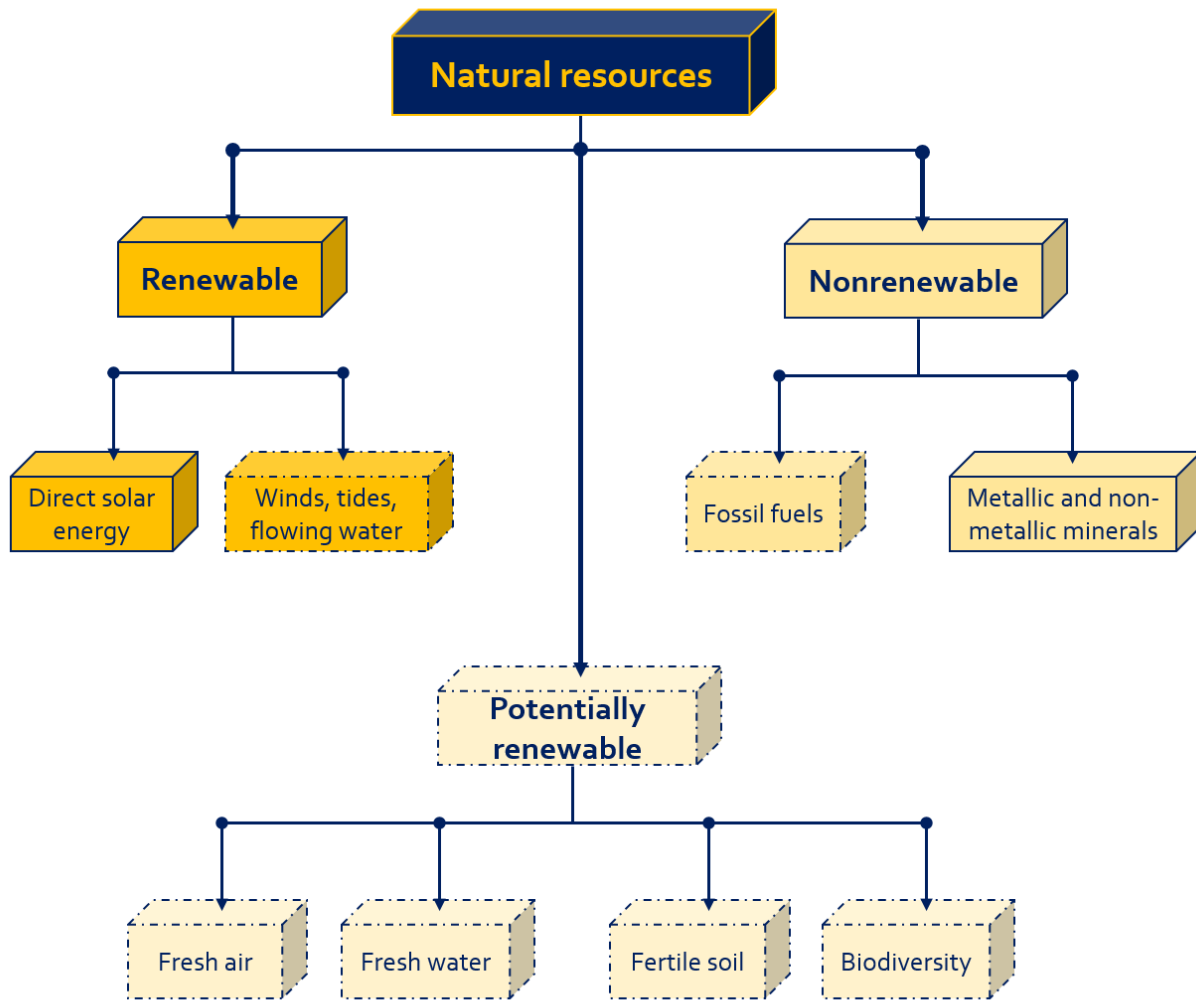 Natural resources
Renewable
Nonrenewable
Direct solar
energy
Winds, tides,
flowing water
Fossil fuels
Metallic and non-
metallic minerals
Potentially
renewable
Fresh air
Fresh water
Fertile soil
Biodiversity